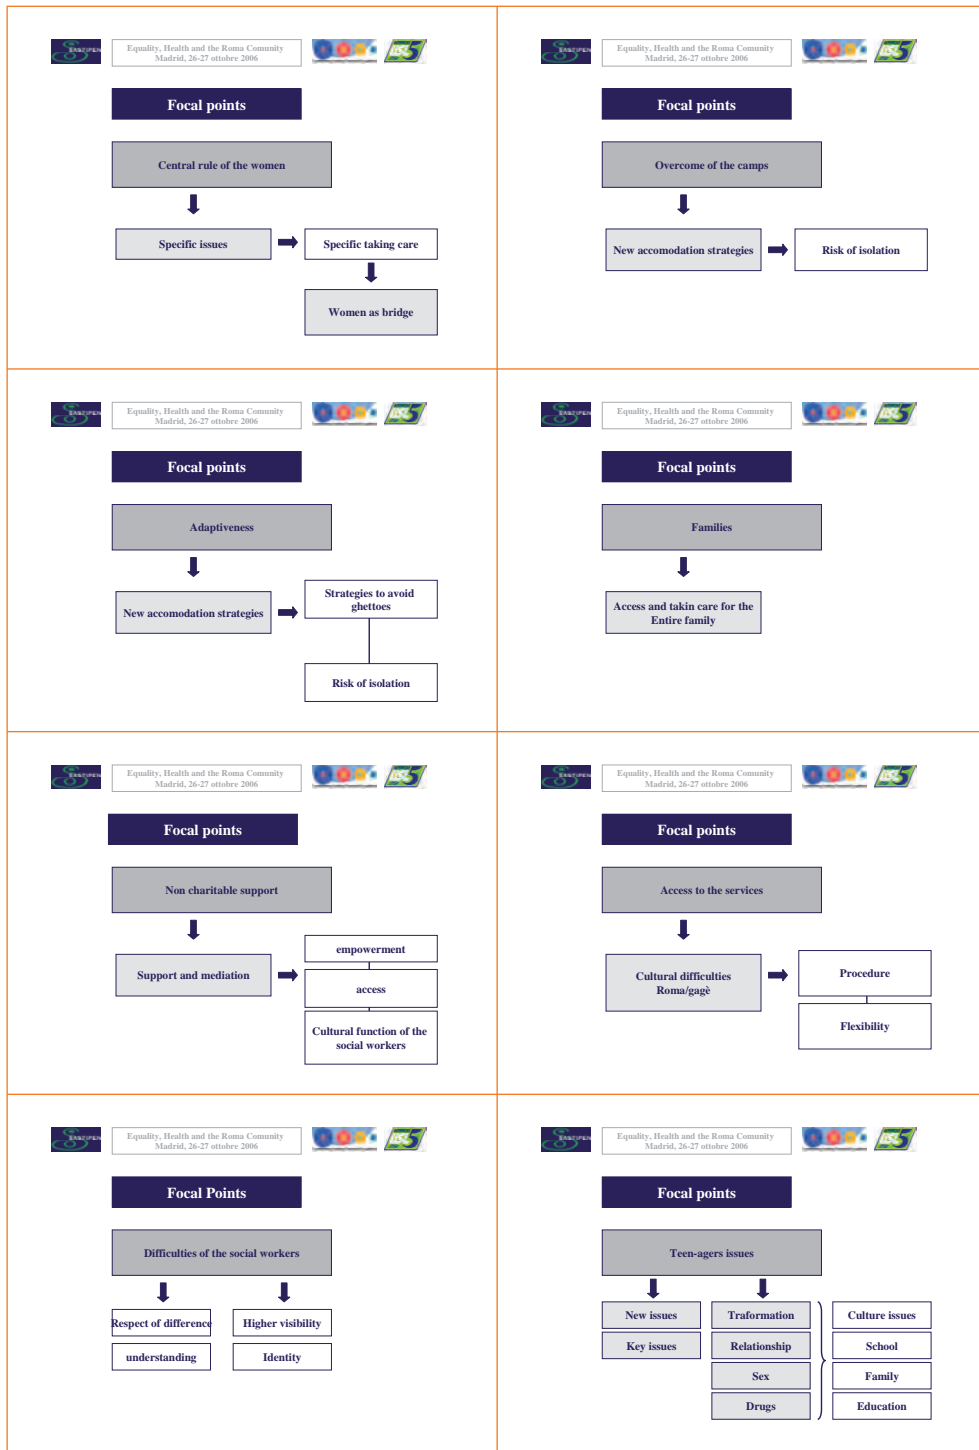 SASTIPEN
Equality, Health and the Roma Comunity
Madrid, 26-27 ottobre 2006
Focal points
Central rule of the women
Specific issues
Specific taking care
Women as bridge
SASTIPEN
Equality, Health and the Roma Comunity
Madrid, 26-27 ottobre 2006
Focal points
Overcome of the camps
New accomodation strategies
Risk of isolation
SASTIPEN
Equality, Health and the Roma Comunity
Madrid, 26-27 ottobre 2006
Focal points
Adaptiveness
New accomodation strategies
Strategies to avoid
ghettoes
Risk of isolation
SASTIPEN
Equality, Health and the Roma Comunity
Madrid, 26-27 ottobre 2006
Focal points
Families
Access and takin care for the
Entire family
SASTIPEN
Equality, Health and the Roma Comunity
Madrid, 26-27 ottobre 2006
Focal points
Non charitable support
Support and mediation
empowerment
access
Cultural function of the
social workers
SASTIPEN
Equality, Health and the Roma Comunity
Madrid, 26-27 ottobre 2006
Focal points
Access to the services
Cultural difficulties
Roma/gagè
Procedure
Flexibility
SASTIPEN
Equality, Health and the Roma Comunity
Madrid, 26-27 ottobre 2006
Focal Points
Difficulties of the social workers
Respect of difference
Higher visibility
understanding
Identity
SASTIPEN
Equality, Health and the Roma Comunity
Madrid, 26-27 ottobre 2006
Focal points
Teen-agers issues
New issues
Traformation
Culture issues
Key issues
Relationship
School
Sex
Family
Drugs
Education